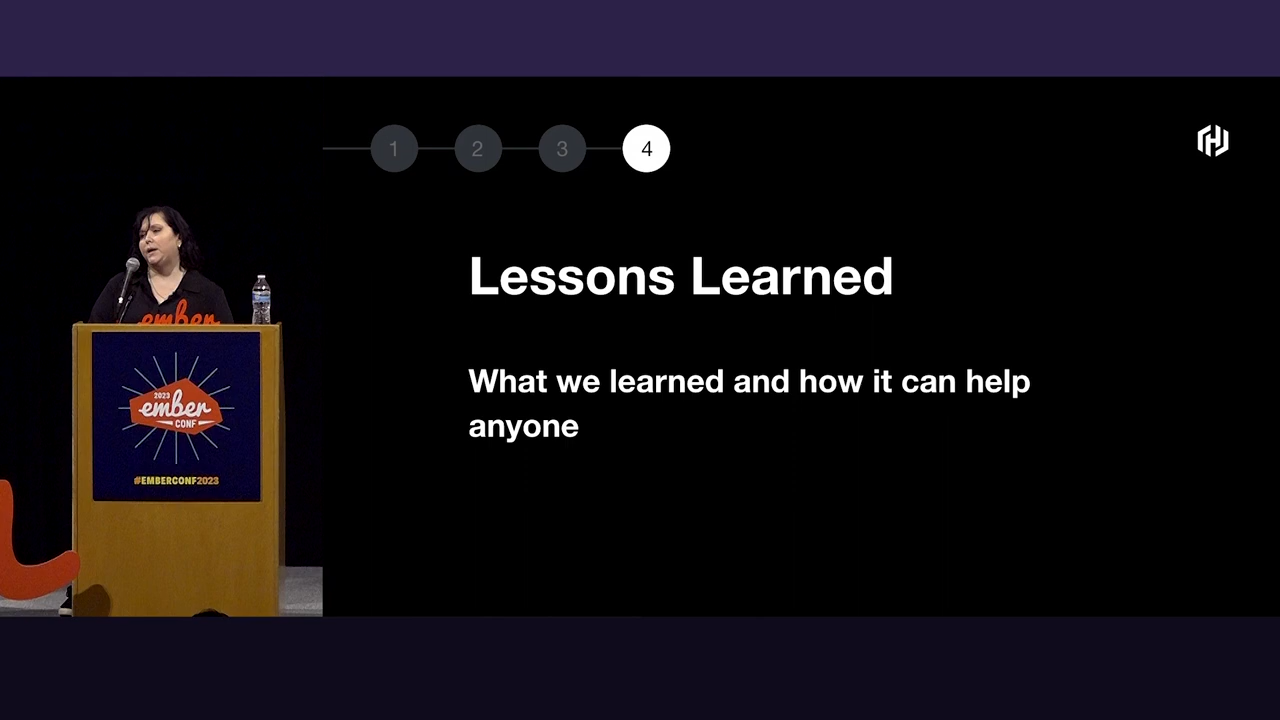 1 2 3 4
Lessons Learned
What we learned and how it can help
anyone
ember
2023
ember
CONF
#EMBERCONF2023